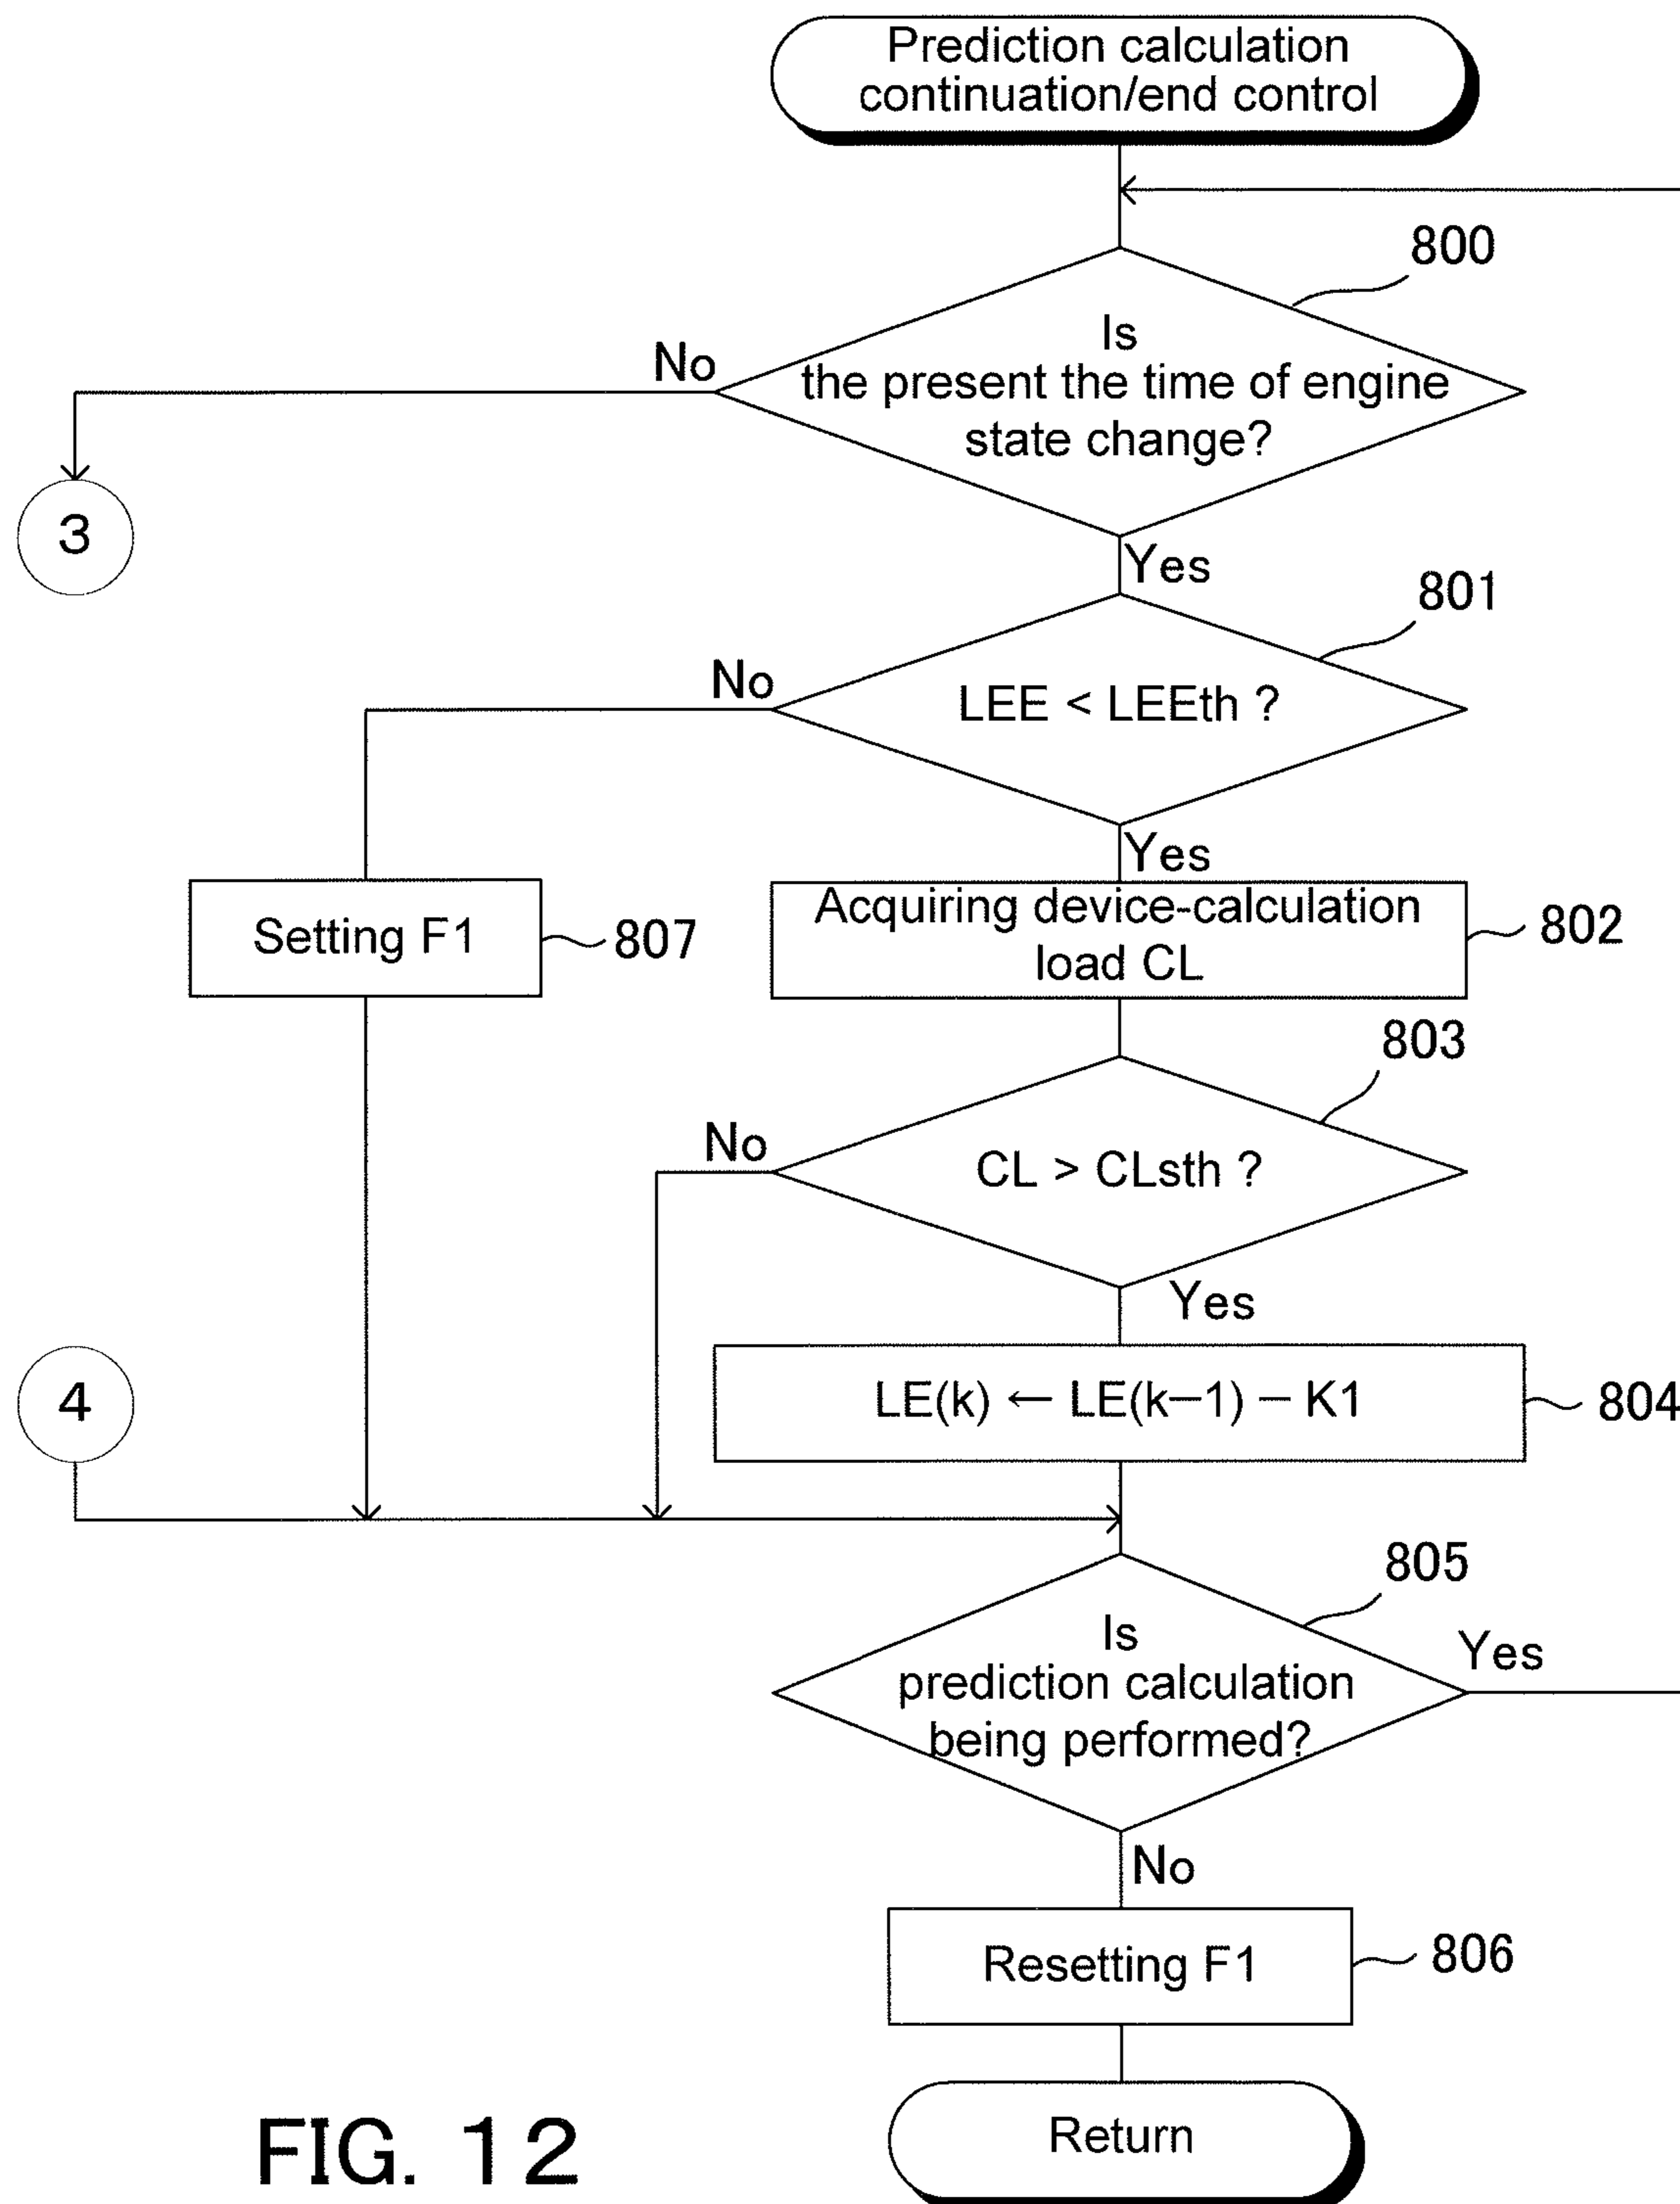 Prediction calculation
continuation/end control
800
Is
the present the time of engine
state change?
No
3
Yes
801
LEE < LEEth ?
No
Yes
Setting F1
807
Acquiring device-calculation
load CL
802
803
CL > CLsth ?
No
Yes
LE(k) ← LE(k−1) − K1
804
4
805
Is
prediction calculation
being performed?
Yes
No
Resetting F1
806
Return
FIG. 12